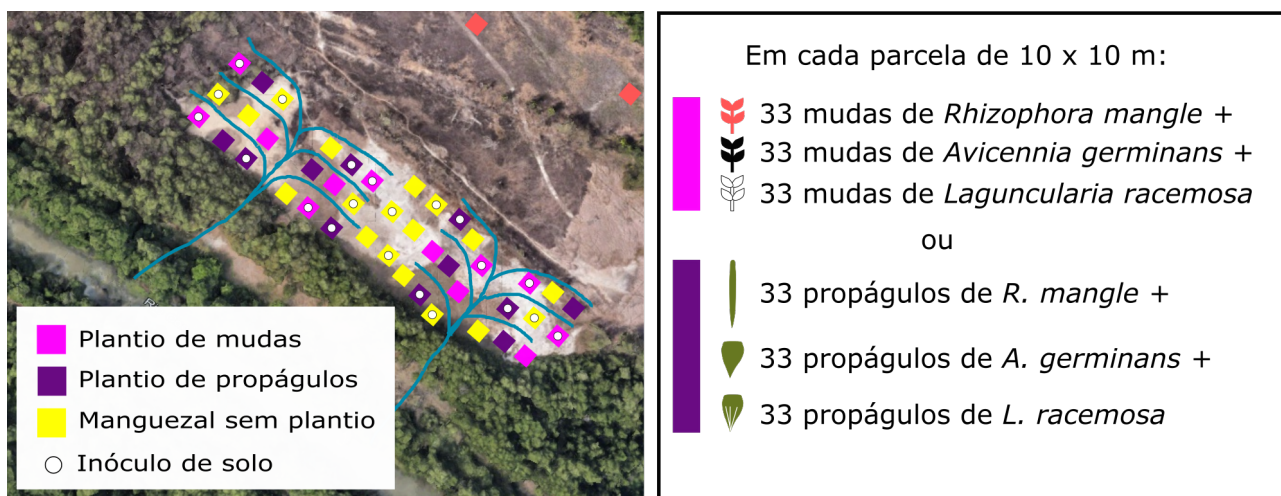 Plantio de mudas
Plantio de propágulos
Manguezal sem plantio
Inóculo de solo
Em cada parcela de 10 x 10 m:
33 mudas de Rhizophora mangle +
33 mudas de Avicennia germinans +
33 mudas de Laguncularia racemosa
ou
33 propágulos de R. mangle +
33 propágulos de A. germinans +
33 propágulos de L. racemosa